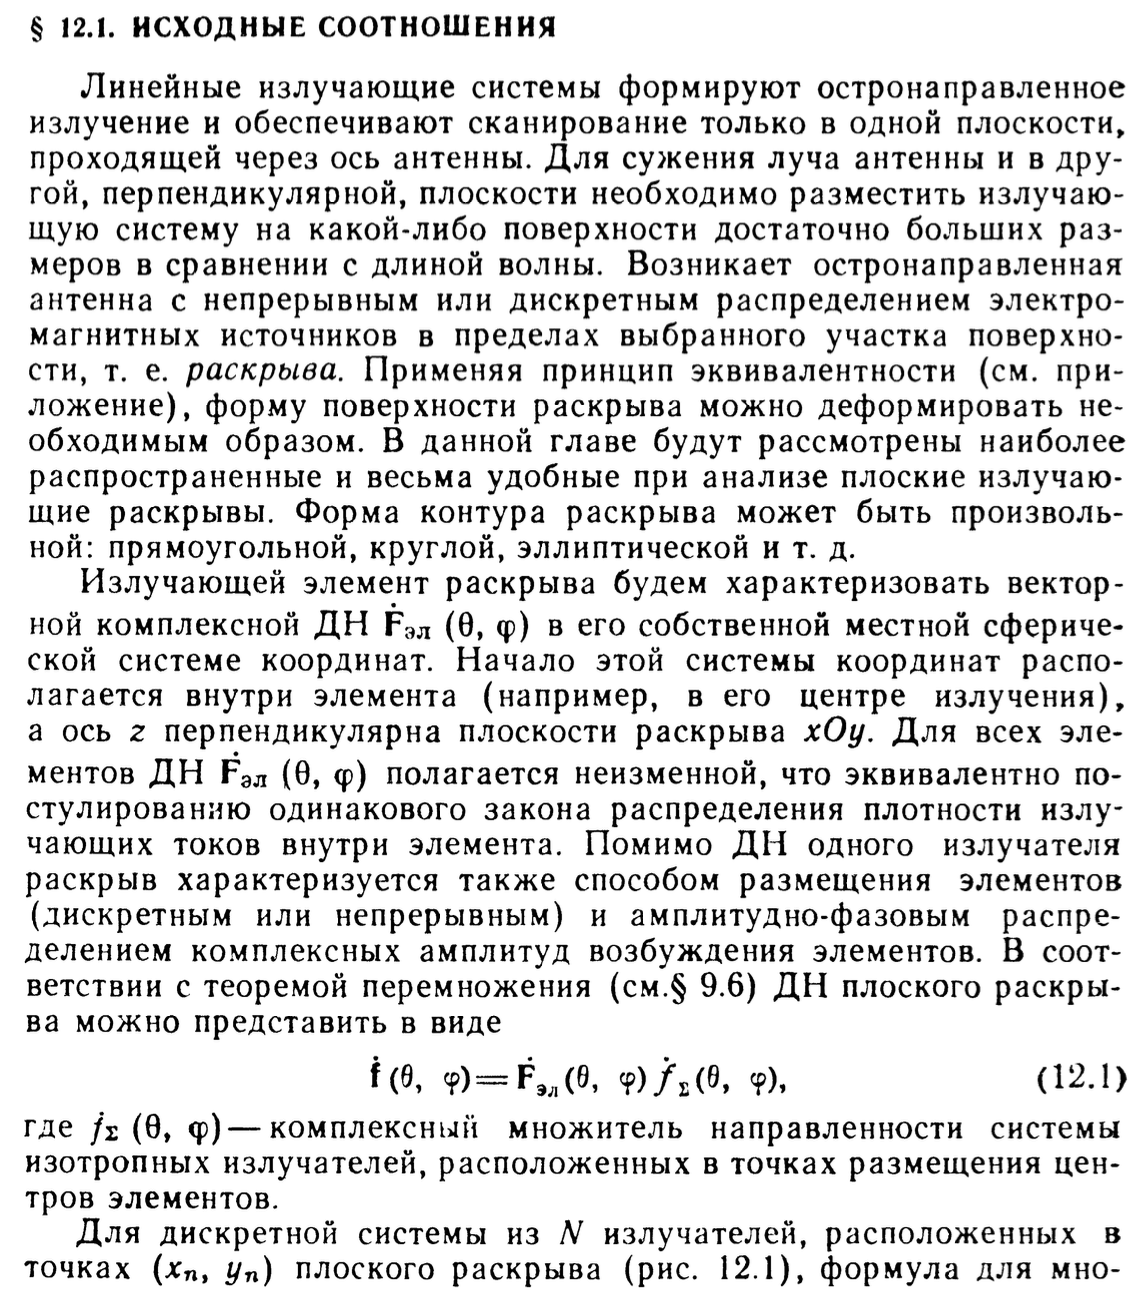 § 12.1. ИСХОДНЫЕ СООТНОШЕНИЯ
Линейные излучающие системы формируют остронаправленное
излучение и обеспечивают сканирование только в одной плоскости,
проходящей через ось антенны. Для сужения луча антенны и в дру-
гой, перпендикулярной, плоскости необходимо разместить излучаю-
щую систему на какой-либо поверхности достаточно больших раз-
меров в сравнении с длиной волны. Возникает остронаправленная
антенна с непрерывным или дискретным распределением электро-
магнитных источников в пределах выбранного участка поверхно-
сти, т. е. раскрыва. Применяя принцип эквивалентности (см. при-
ложение), форму поверхности раскрыва можно деформировать не-
обходимым образом. В данной главе будут рассмотрены наиболее
распространенные и весьма удобные при анализе плоские излучаю-
щие раскрывы. Форма контура раскрыва может быть произволь-
ной: прямоугольной, круглой, эллиптической и т. д.
Излучающей элемент раскрыва будем характеризовать вектор-
ной комплексной ДН Ḟэл (θ, φ) в его собственной местной сфериче-
ской системе координат. Начало этой системы координат распо-
лагается внутри элемента (например, в его центре излучения),
а ось z перпендикулярна плоскости раскрыва xOy. Для всех эле-
ментов ДН Ḟэл (θ, φ) полагается неизменной, что эквивалентно по-
стулированию одинакового закона распределения плотности излу-
чающих токов внутри элемента. Помимо ДН одного излучателя
раскрыв характеризуется также способом размещения элементов
(дискретным или непрерывным) и амплитудно-фазовым распре-
делением комплексных амплитуд возбуждения элементов. В соот-
ветствии с теоремой перемножения (см.§ 9.6) ДН плоского раскры-
ва можно представить в виде
ḟ (θ, φ)=Ḟэл(θ, φ) ḟΣ(θ, φ), (12.1)
где ḟΣ (θ, φ) — комплексный множитель направленности системы
изотропных излучателей, расположенных в точках размещения цен-
тров элементов.
Для дискретной системы из N излучателей, расположенных в
точках (xn, yn) плоского раскрыва (рис. 12.1), формула для мно-